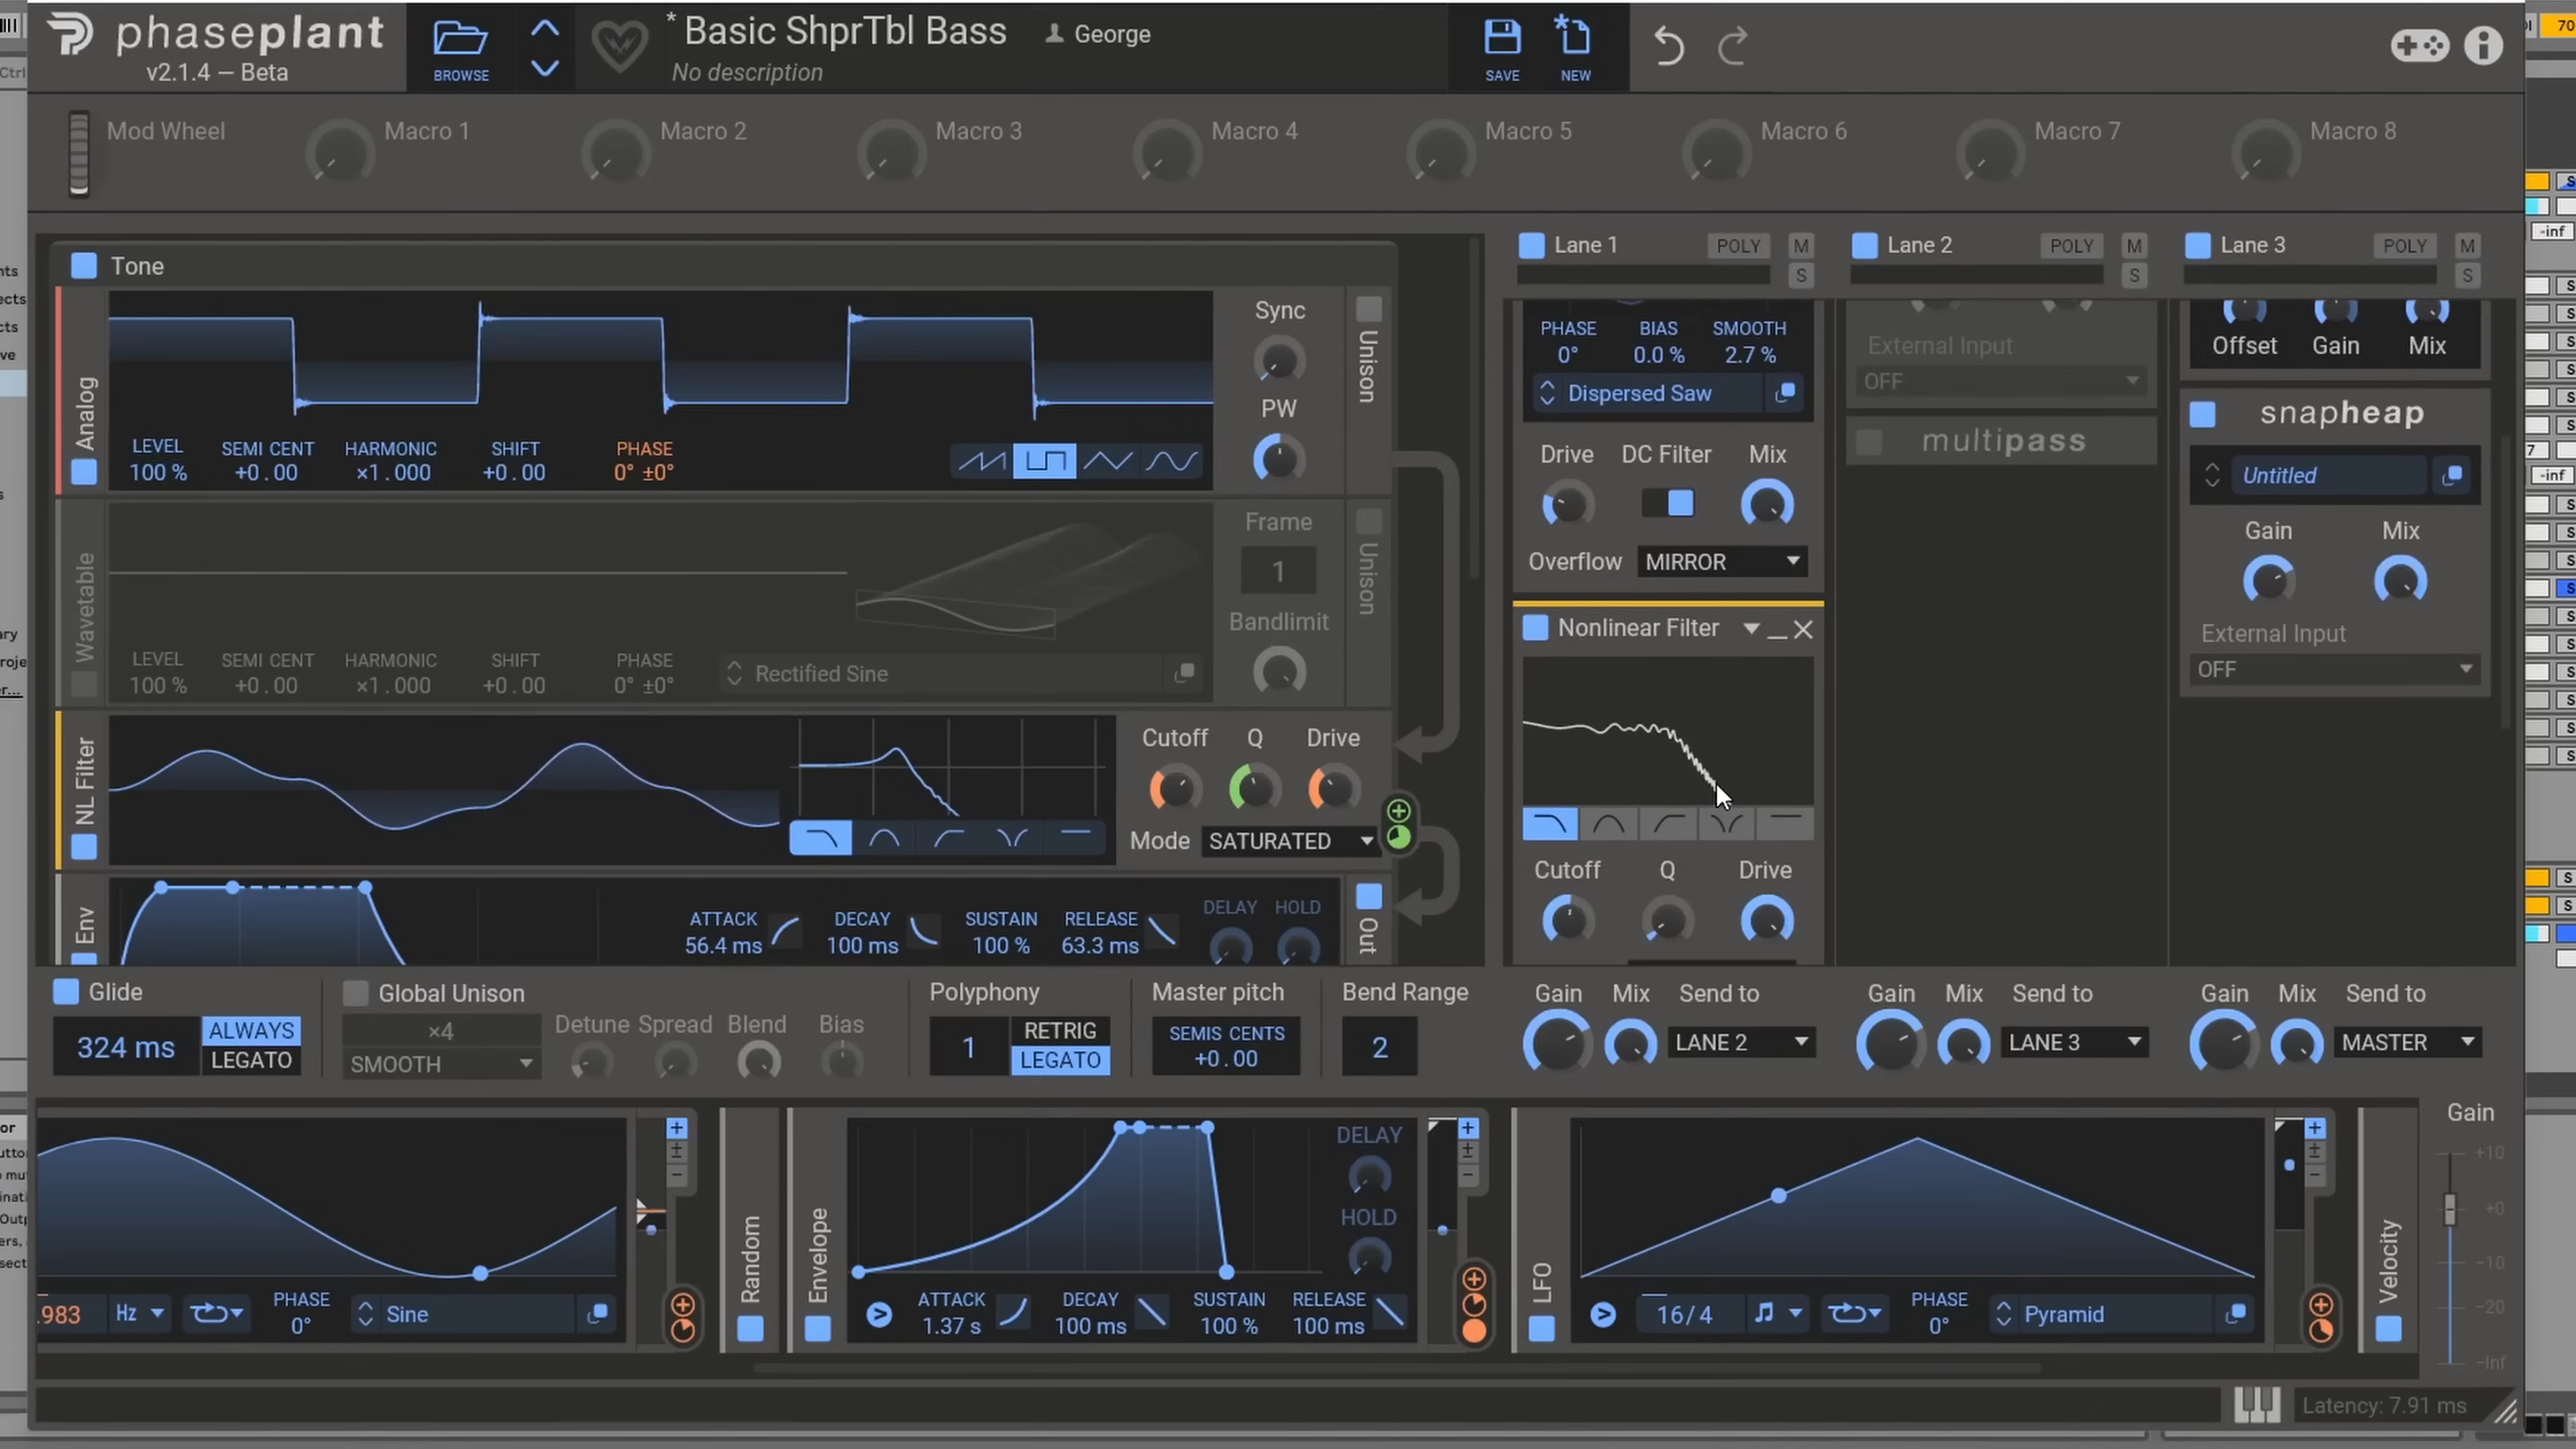 phaseplant
v2.1.4 – Beta
BROWSE
* Basic ShprTbl Bass
George
No description
SAVE
NEW
Mod Wheel
Macro 1
Macro 2
Macro 3
Macro 4
Macro 5
Macro 6
Macro 7
Macro 8
Tone
Analog
LEVEL SEMI CENT HARMONIC SHIFT PHASE
100 % +0.00 ×1.000 +0.00 0° ±0°
Sync
PW
Unison
Wavetable
LEVEL SEMI CENT HARMONIC SHIFT PHASE
100 % +0.00 ×1.000 +0.00 0° ±0°
Rectified Sine
Frame
1
Bandlimit
Unison
NL Filter
Cutoff Q Drive
Mode SATURATED
Env
ATTACK DECAY SUSTAIN RELEASE DELAY HOLD
56.4 ms 100 ms 100 % 63.3 ms
Out
Lane 1 POLY M
S
PHASE BIAS SMOOTH
0° 0.0 % 2.7 %
Dispersed Saw
Drive DC Filter Mix
Overflow MIRROR
Nonlinear Filter
Cutoff Q Drive
Lane 2 POLY M
S
External Input
OFF
multipass
Lane 3 POLY M
S
Offset Gain Mix
snapheap
Untitled
Gain Mix
External Input
OFF
Glide
324 ms
ALWAYS
LEGATO
Global Unison
×4
SMOOTH
Detune Spread Blend Bias
Polyphony
1
RETRIG
LEGATO
Master pitch
SEMIS CENTS
+0.00
Bend Range
2
Gain Mix Send to
LANE 2
Gain Mix Send to
LANE 3
Gain Mix Send to
MASTER
.983 Hz
PHASE
0°
Sine
Random
Envelope
DELAY
HOLD
ATTACK DECAY SUSTAIN RELEASE
1.37 s 100 ms 100 % 100 ms
LFO
16/4
PHASE
0°
Pyramid
Velocity
Gain
+10
+0
-10
-20
-Inf
Latency: 7.91 ms
-inf
-inf
70